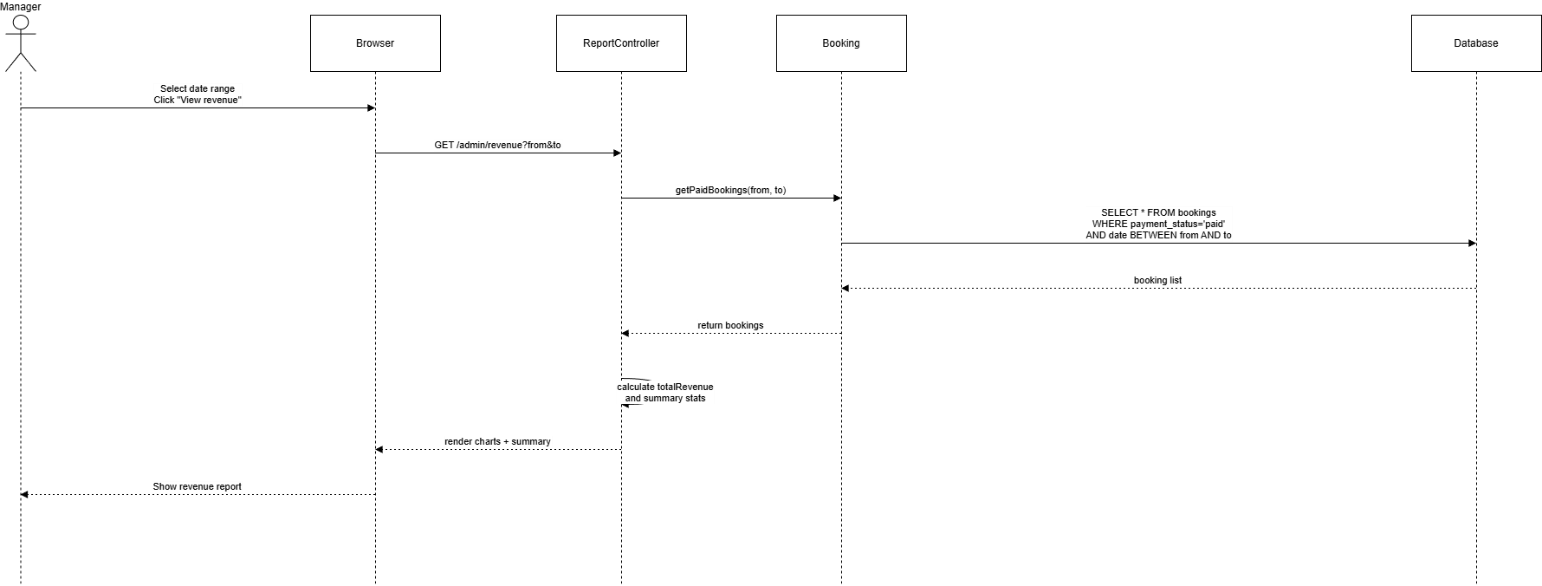 Manager
Browser
ReportController
Booking
Database
Select date range
Click "View revenue"
GET /admin/revenue?from&to
getPaidBookings(from, to)
SELECT * FROM bookings
WHERE payment_status='paid'
AND date BETWEEN from AND to
booking list
return bookings
calculate totalRevenue
and summary stats
render charts + summary
Show revenue report